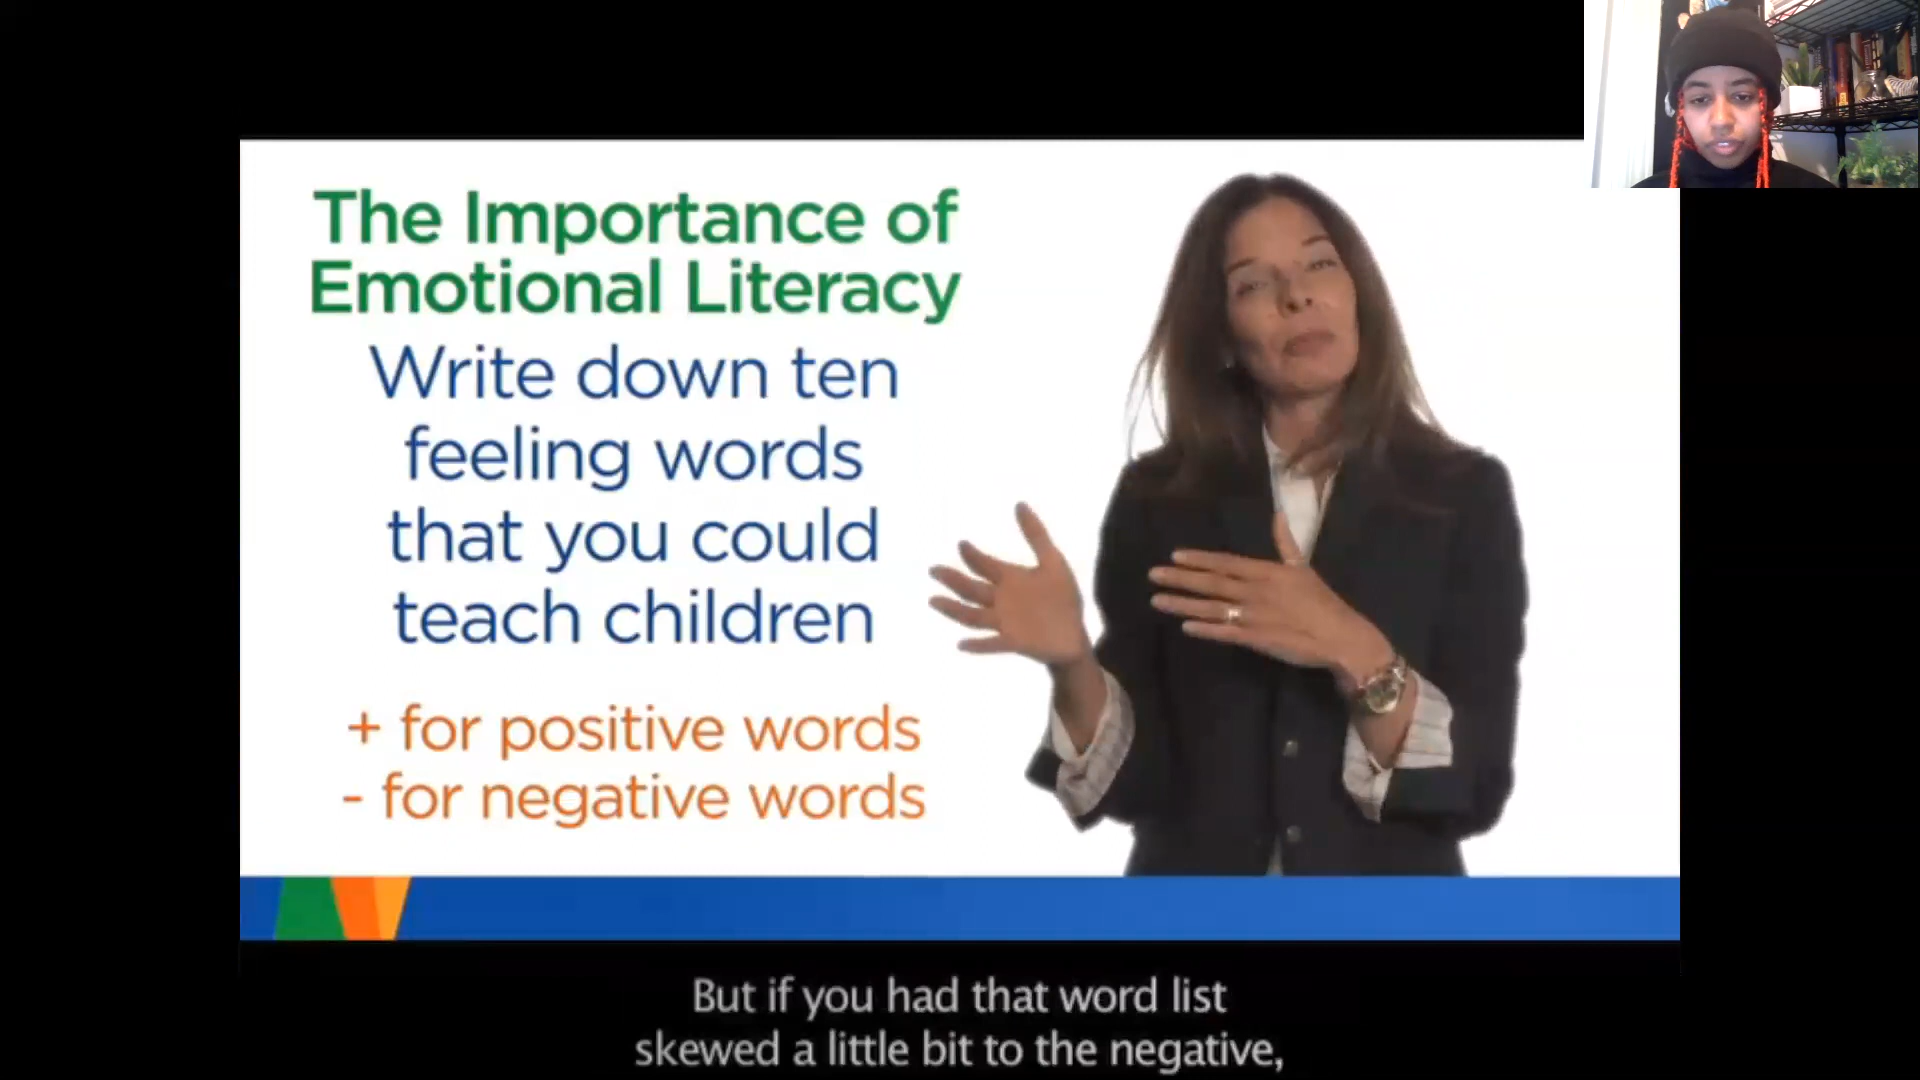 The Importance of
Emotional Literacy
Write down ten
feeling words
that you could
teach children
+ for positive words
- for negative words
But if you had that word list
skewed a little bit to the negative,